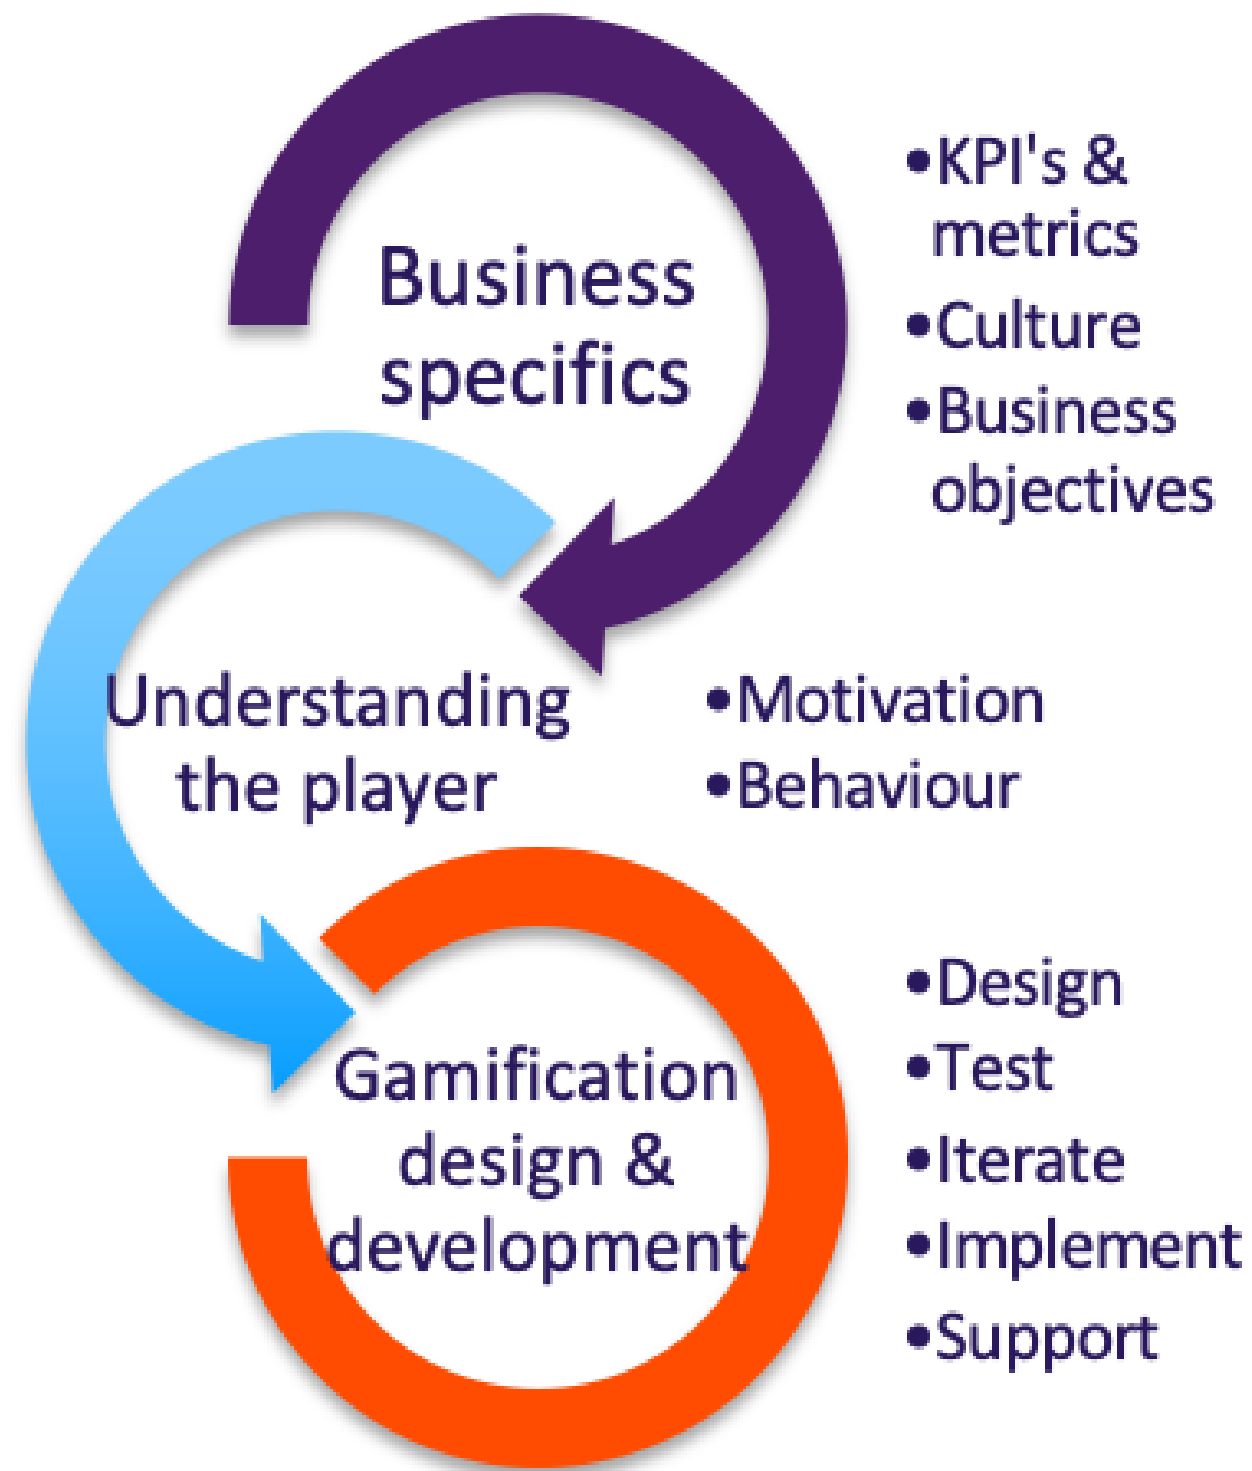 Business
specifics
•KPI's &
metrics
•Culture
•Business
objectives
Understanding
the player
•Motivation
•Behaviour
Gamification
design &
development
•Design
•Test
•Iterate
•Implement
•Support